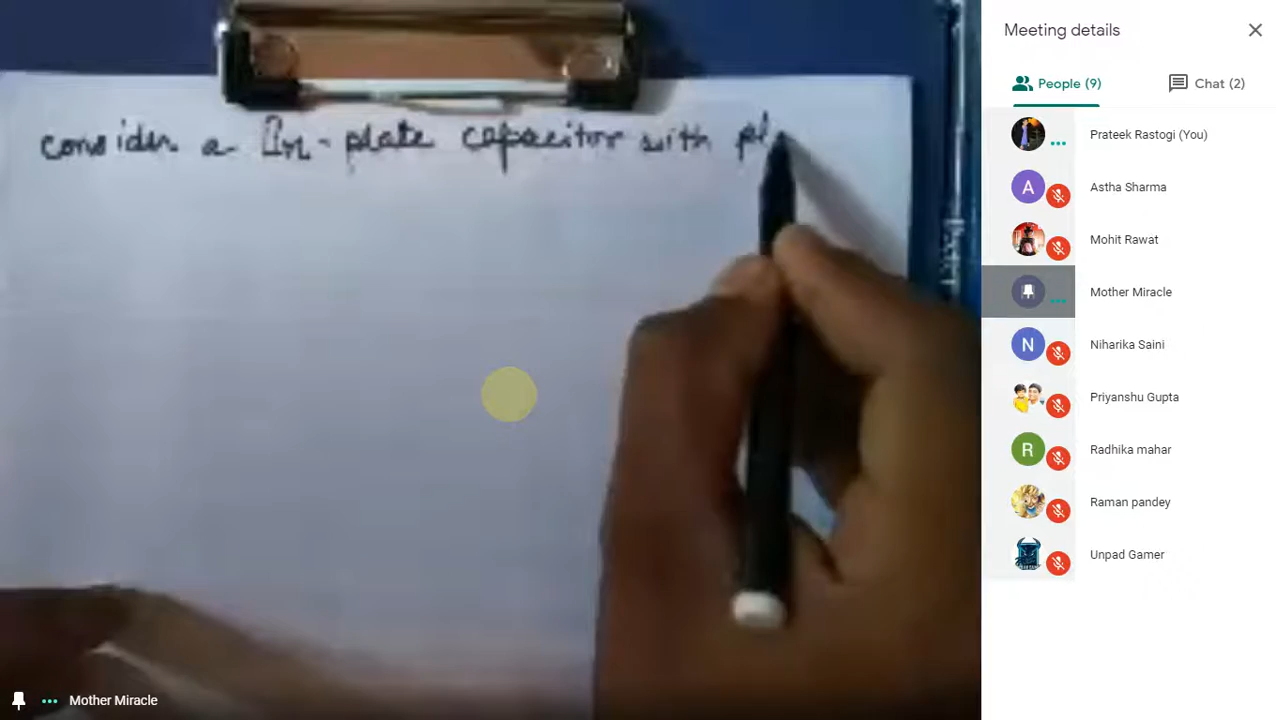 Meeting details
People (9)
Chat (2)
consider a ||n-plate capacitor with pla
Prateek Rastogi (You)
Astha Sharma
Mohit Rawat
Mother Miracle
N Niharika Saini
Priyanshu Gupta
R Radhika mahar
Raman pandey
Unpad Gamer
Mother Miracle